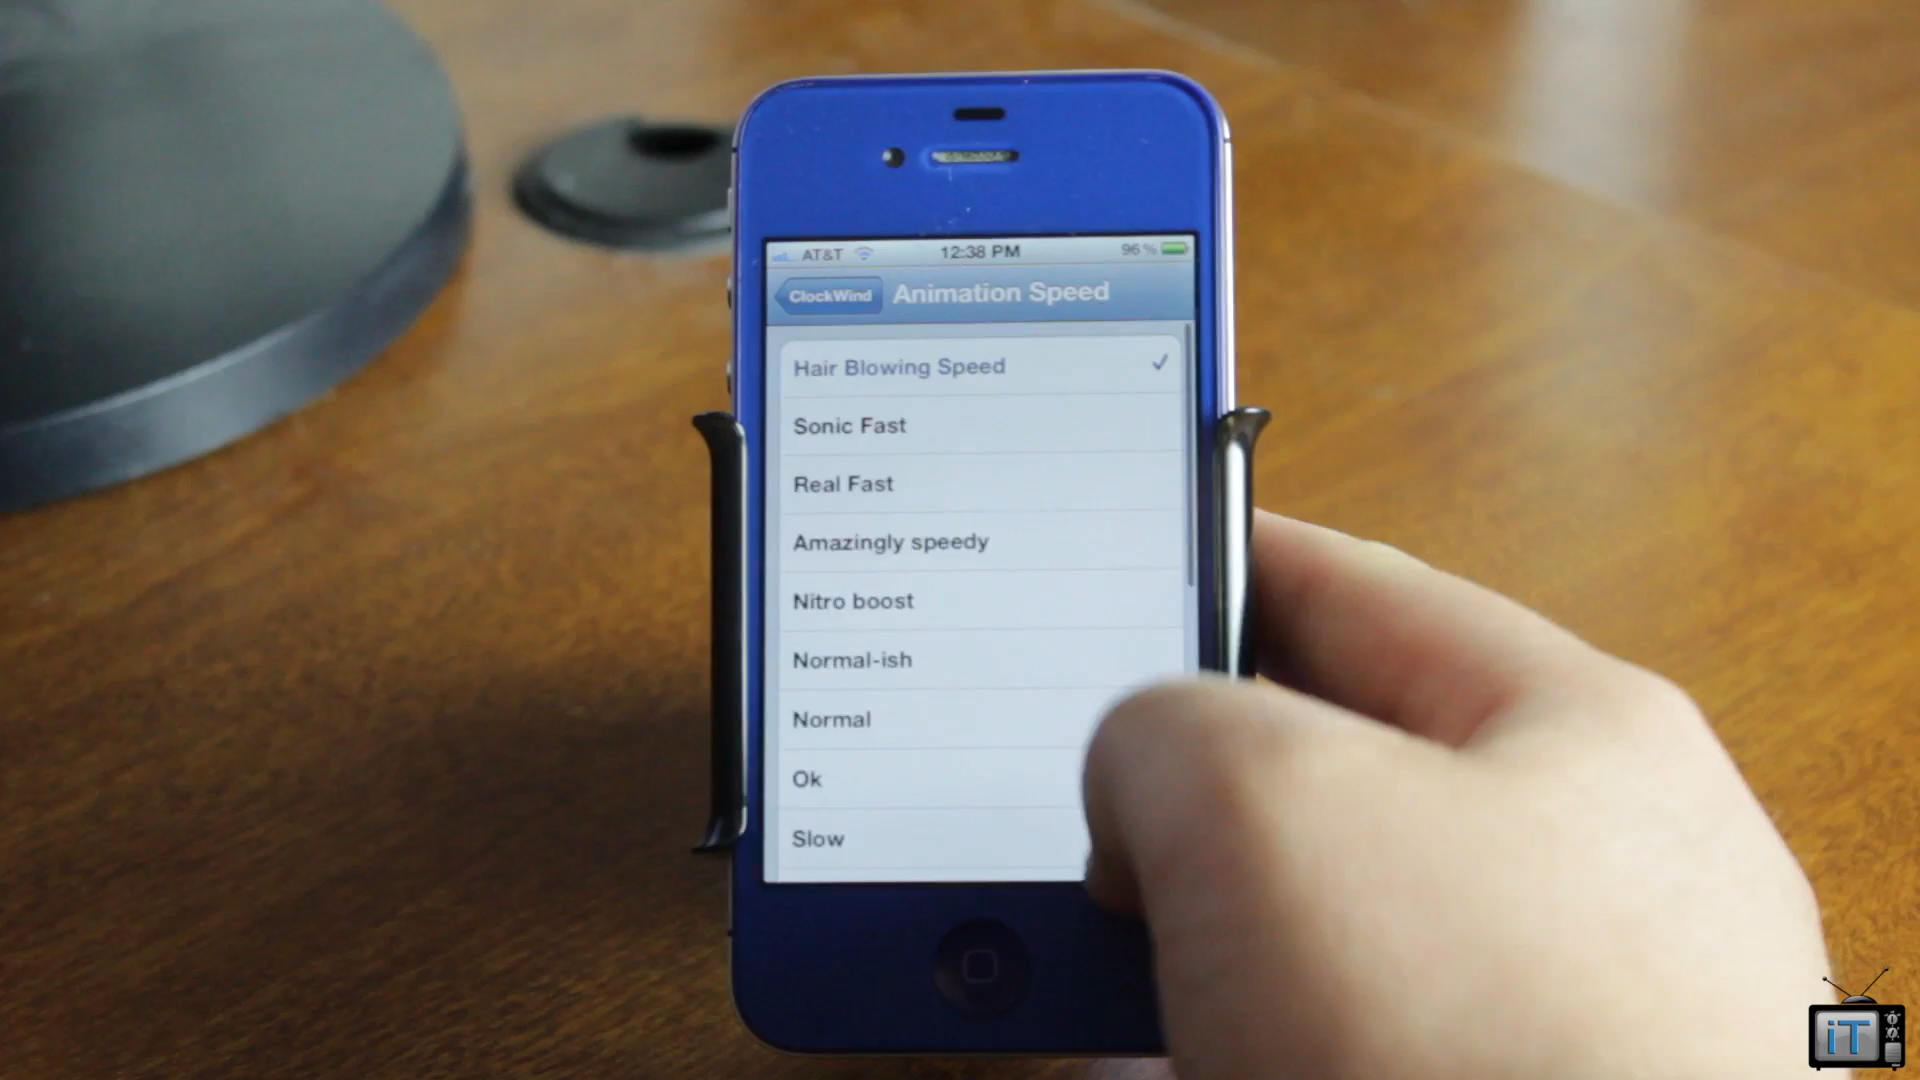 AT&T 12:38 PM 96%
ClockWind Animation Speed
Hair Blowing Speed
Sonic Fast
Real Fast
Amazingly speedy
Nitro boost
Normal-ish
Normal
Ok
Slow
iT